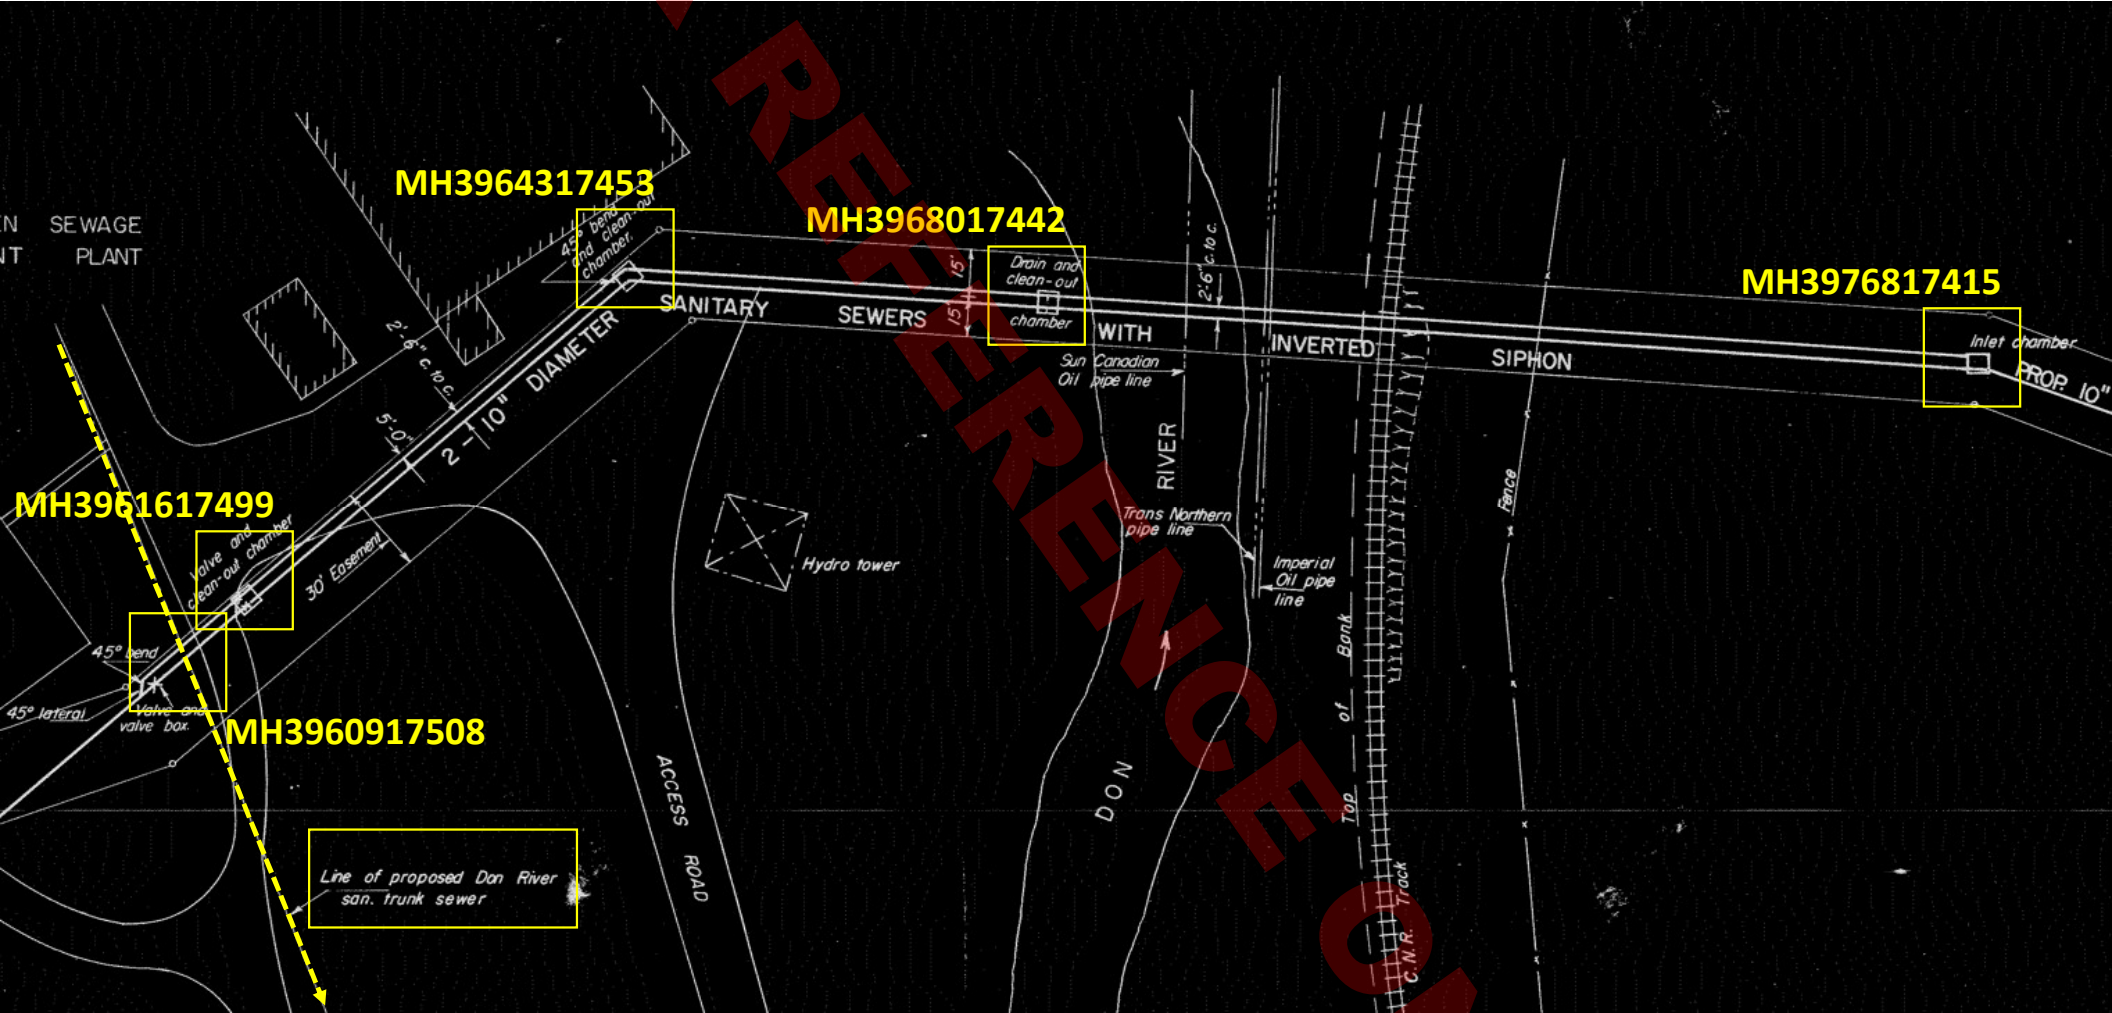 EN SEWAGE
NT PLANT
MH3964317453
45° bend
and clean-out
chamber.
MH3968017442
Drain and
clean-out
chamber
15'
15'
2'-6" c. to c.
MH3976817415
Inlet chamber
PROP. 10"
2-10" DIAMETER SANITARY SEWERS WITH INVERTED SIPHON
2'-6" c. to c.
5'-0"
Sun Canadian
Oil pipe line
MH3961617499
Valve and
clean-out chamber
30' Easement
Hydro tower
Trans Northern
pipe line
Imperial
Oil pipe
line
Fence
DON RIVER
Top of Bank
45° bend
45° lateral
Valve and
valve box.
MH3960917508
ACCESS ROAD
Line of proposed Don River
san. trunk sewer
C.N.R. Track
REFERENCE